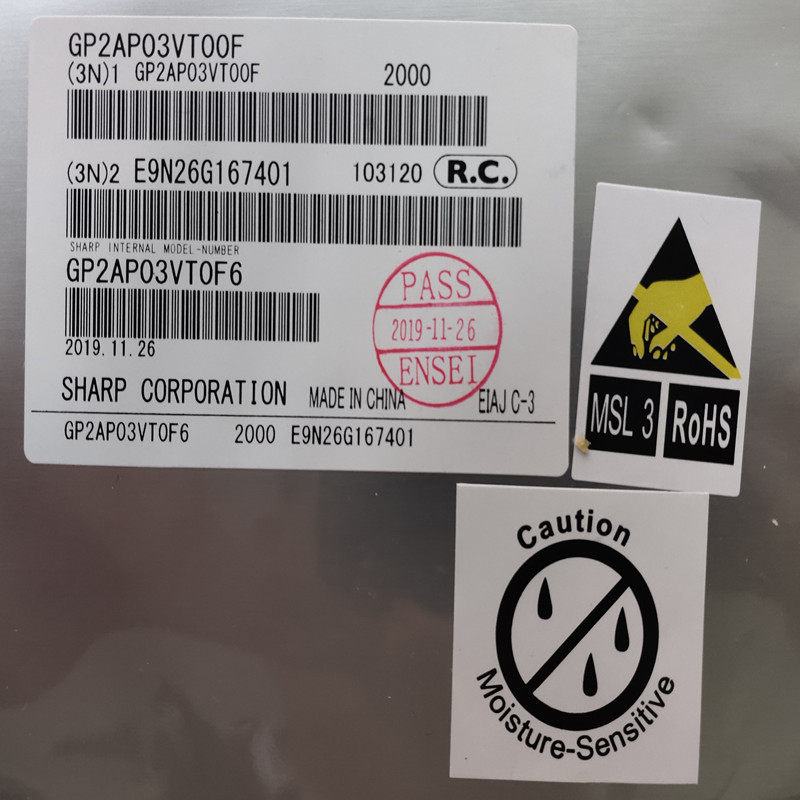 GP2AP03VT00F
(3N)1 GP2AP03VT00F 2000
(3N)2 E9N26G167401 103120 R.C.
SHARP INTERNAL MODEL-NUMBER
GP2AP03VT0F6
2019.11.26
PASS
2019-11-26
ENSEI
SHARP CORPORATION MADE IN CHINA EIAJ C-3
GP2AP03VT0F6 2000 E9N26G167401
MSL 3 RoHS
Caution
Moisture-Sensitive